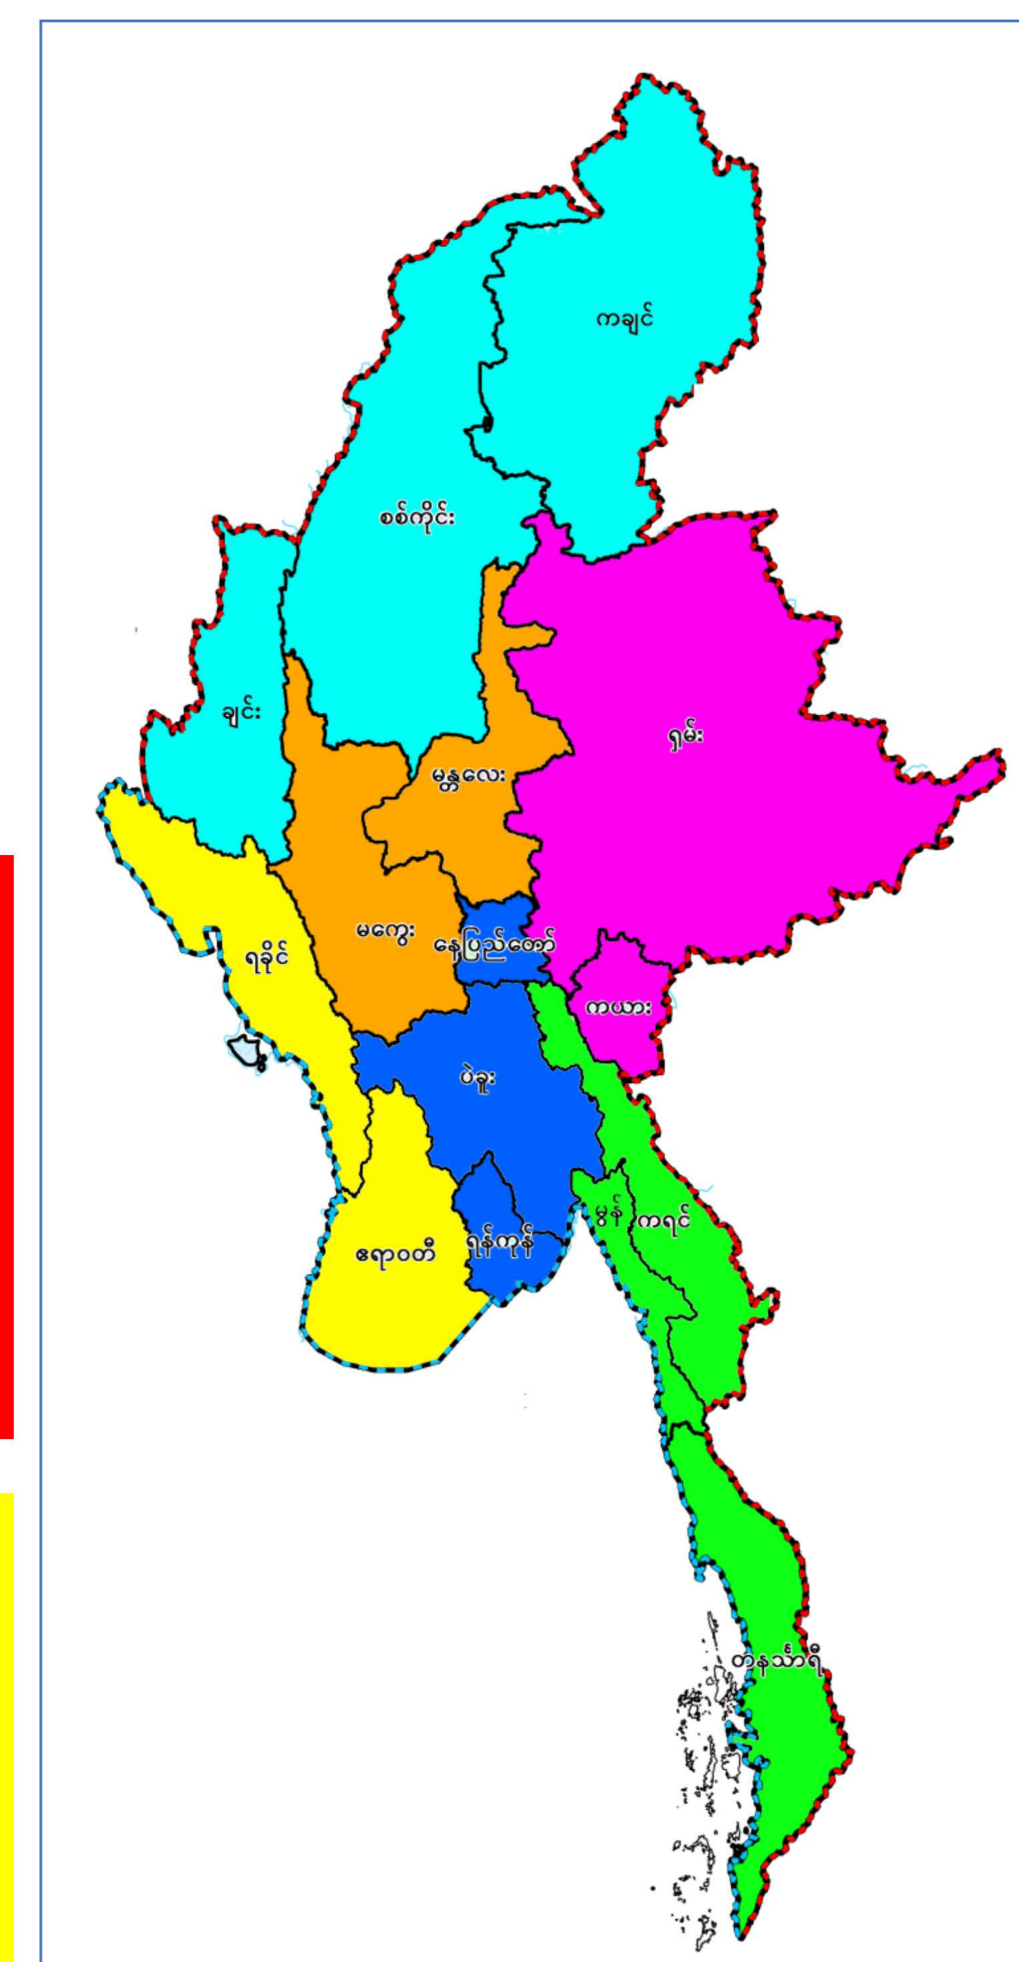 ကချင်
စစ်ကိုင်း
ချင်း
ရှမ်း
မန္တလေး
မကွေး
နေပြည်တော်
ရခိုင်
ကယား
ပဲခူး
မွန်
ကရင်
ရန်ကုန်
ဧရာဝတီ
တနင်္သာရီ